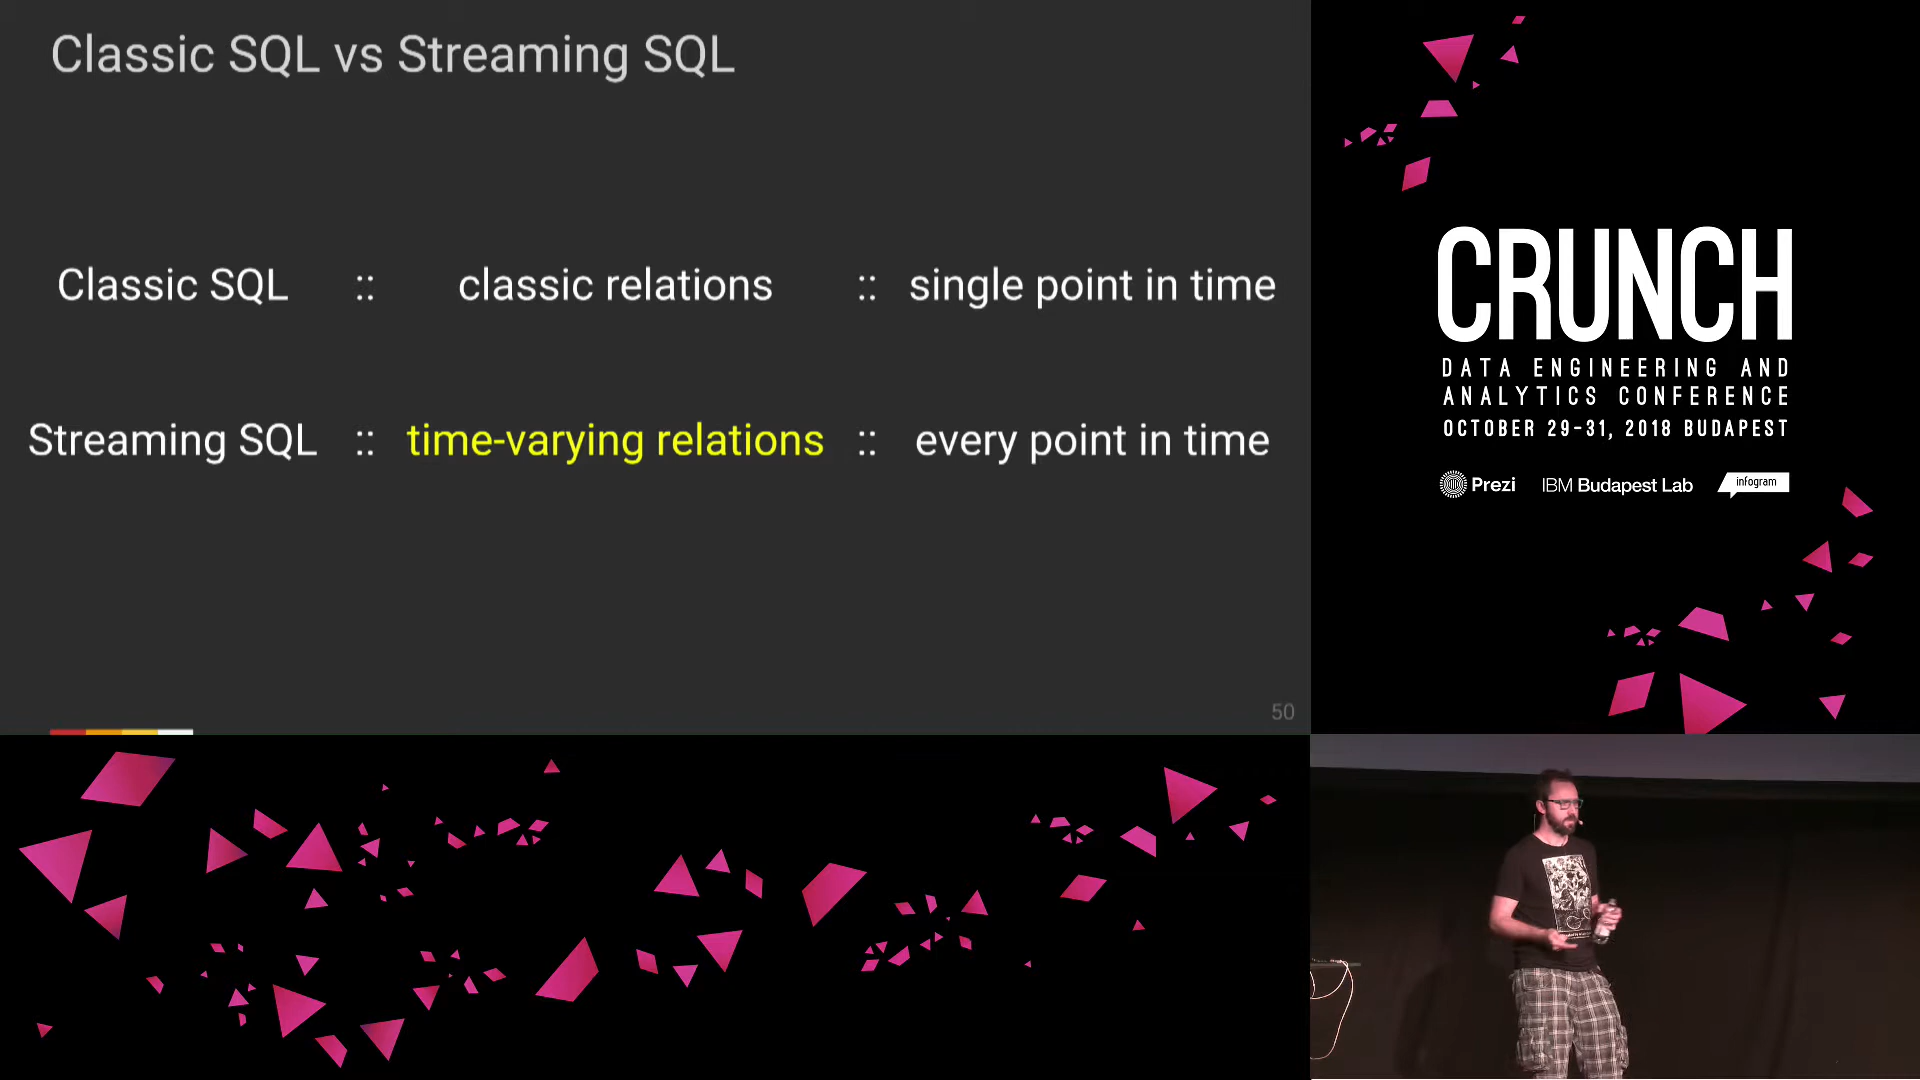 Classic SQL vs Streaming SQL
Classic SQL :: classic relations :: single point in time
Streaming SQL :: time-varying relations :: every point in time
50
CRUNCH
DATA ENGINEERING AND
ANALYTICS CONFERENCE
OCTOBER 29-31, 2018 BUDAPEST
Prezi IBM Budapest Lab infogram